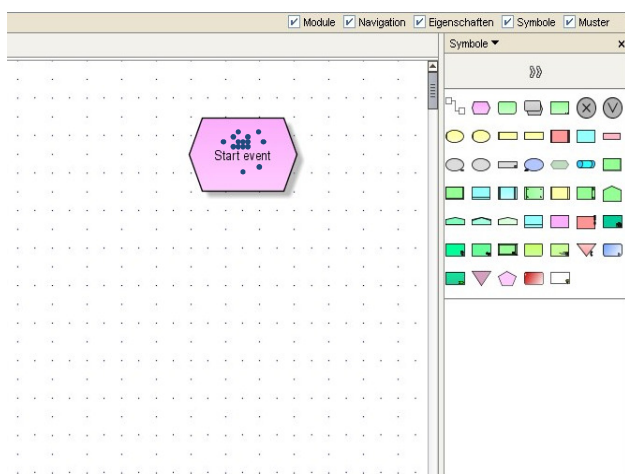 Module Navigation Eigenschaften Symbole Muster
Symbole
Start event